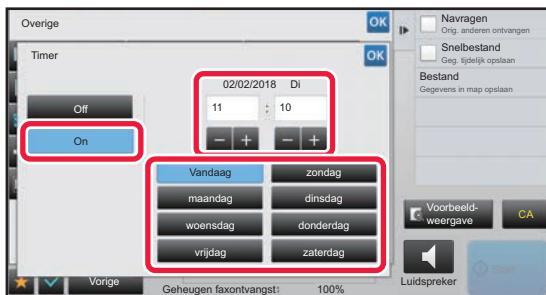 Overige
OK
Navragen
Orig. anderen ontvangen
Snelbestand
Geg. tijdelijk opslaan
Bestand
Gegevens in map opslaan
Timer
OK
02/02/2018 Di
11 : 10
Off
On
Vandaag
zondag
maandag
dinsdag
woensdag
donderdag
vrijdag
zaterdag
Voorbeeld-
weergave
CA
Vorige
Geheugen faxontvangst: 100%
Luidspreker
Start